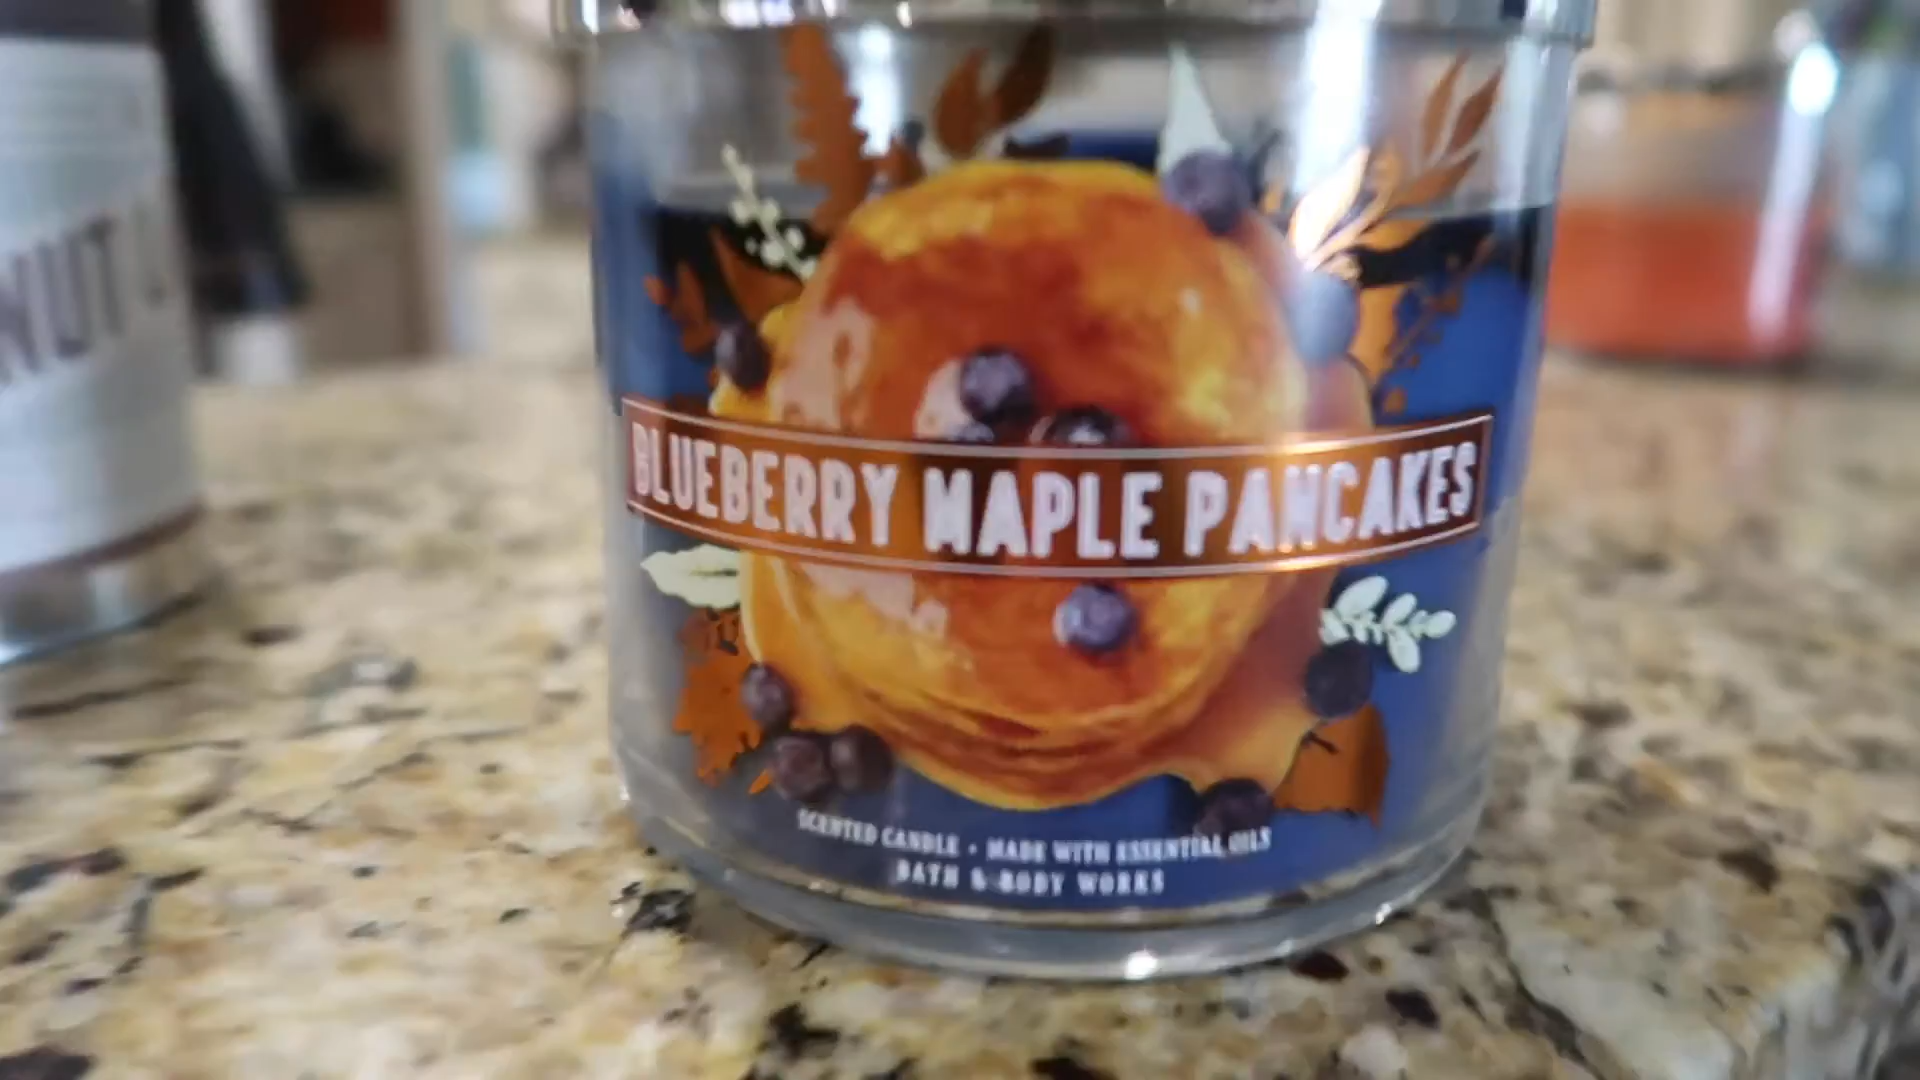 BLUEBERRY MAPLE PANCAKES
SCENTED CANDLE • MADE WITH ESSENTIAL OILS
BATH & BODY WORKS